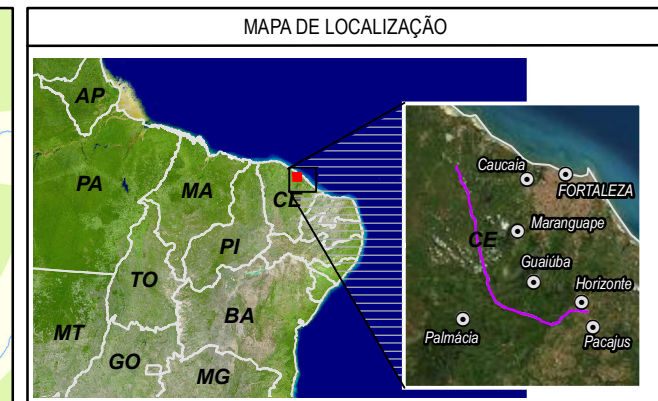 MAPA DE LOCALIZAÇÃO
AP
PA
MA
CE
PI
TO
BA
MT
GO
MG
Caucaia
FORTALEZA
CE
Maranguape
Guaiúba
Horizonte
Palmácia
Pacajus